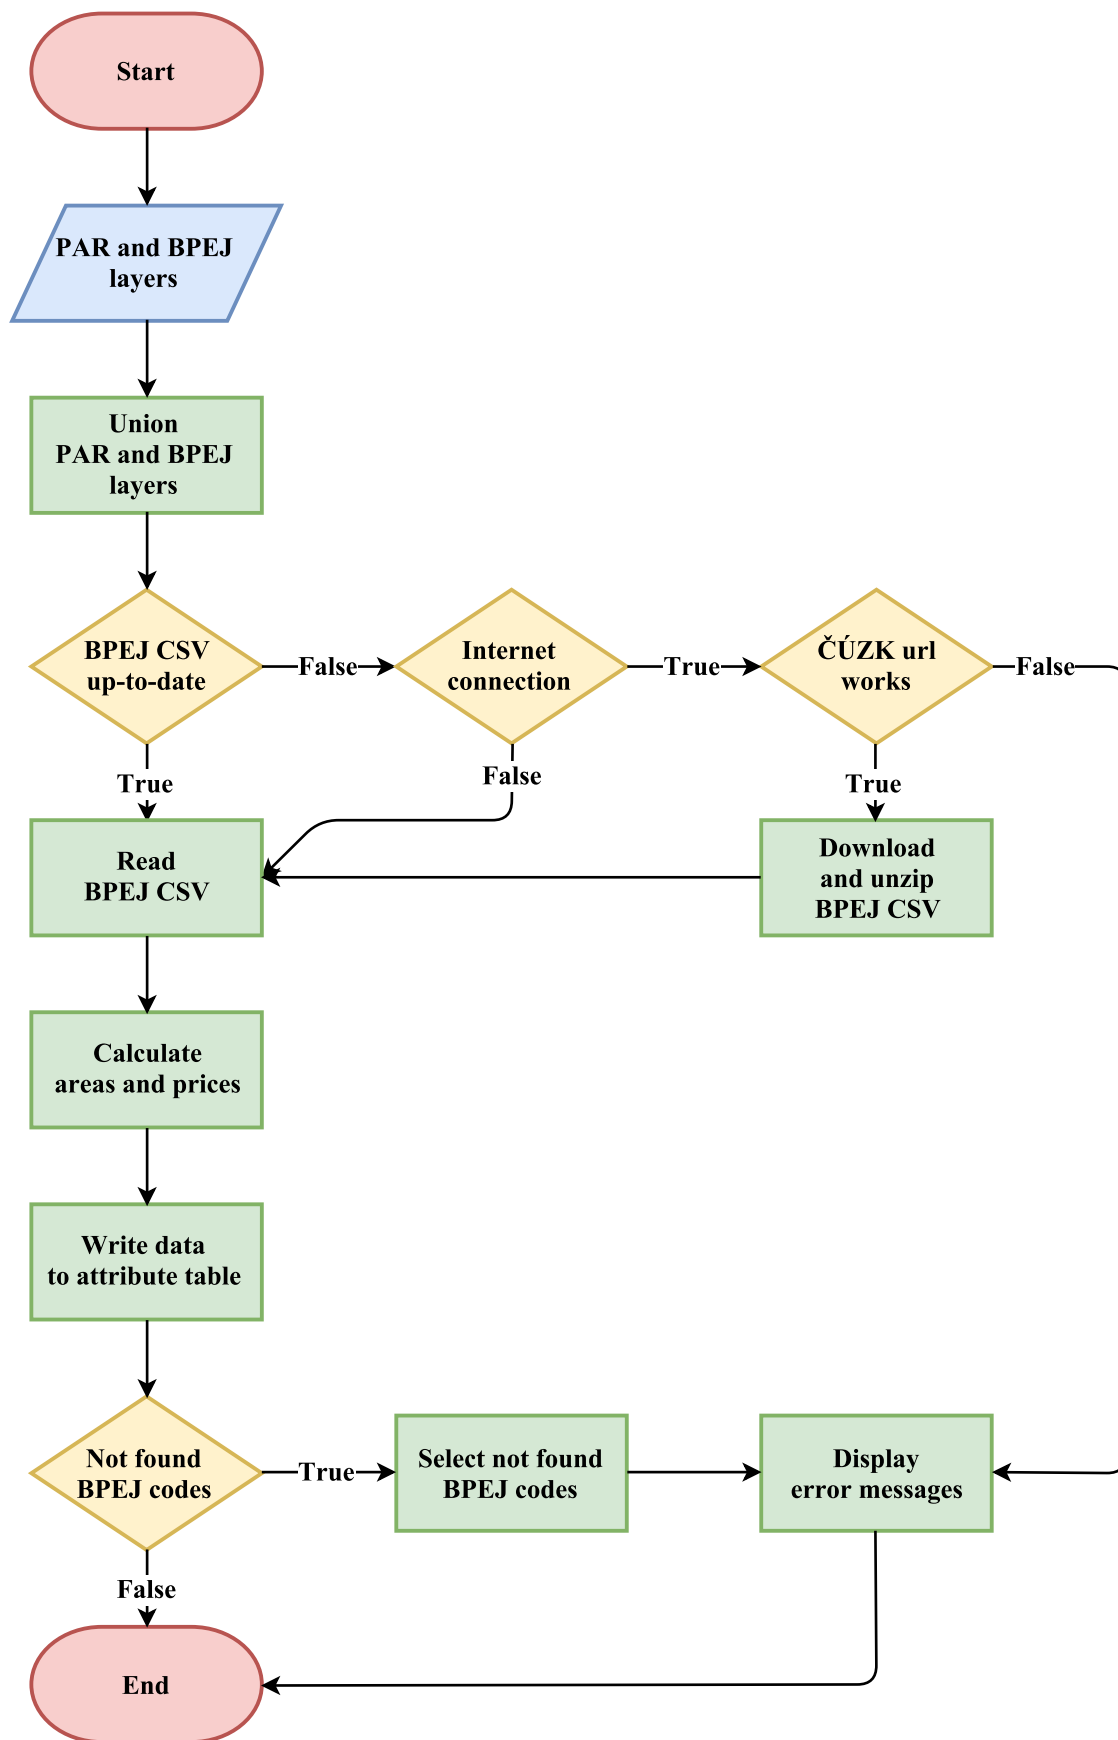 Start
PAR and BPEJ
layers
Union
PAR and BPEJ
layers
BPEJ CSV
up-to-date
False
Internet
connection
True
ČÚZK url
works
False
True
False
True
Read
BPEJ CSV
Download
and unzip
BPEJ CSV
Calculate
areas and prices
Write data
to attribute table
Not found
BPEJ codes
True
Select not found
BPEJ codes
Display
error messages
False
End